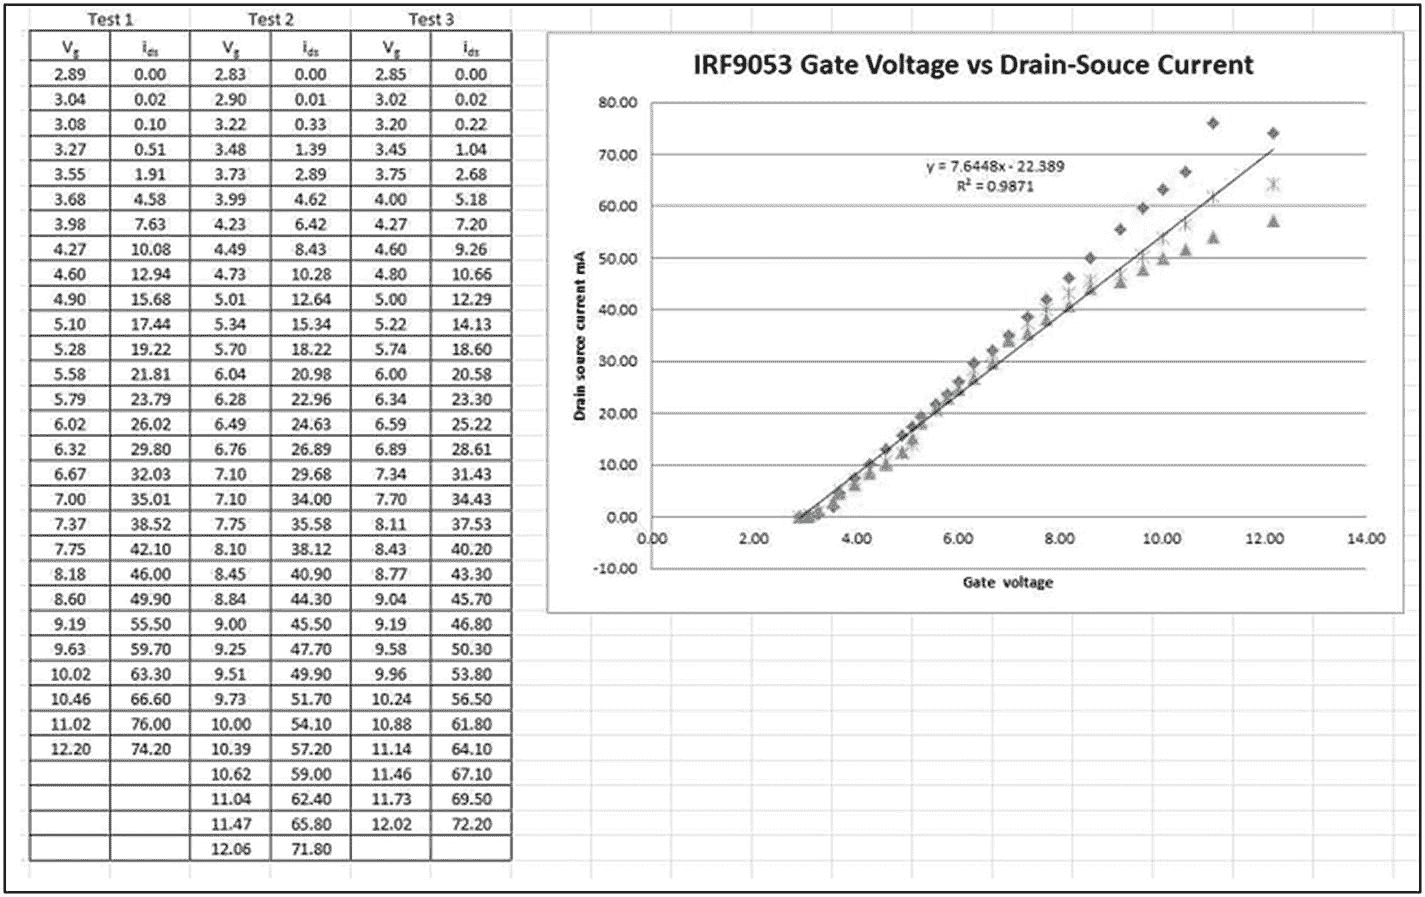 Test 1 Test 2 Test 3
Vg ids Vg ids Vg ids
2.89 0.00 2.83 0.00 2.85 0.00
3.04 0.02 2.90 0.01 3.02 0.02
3.08 0.10 3.22 0.33 3.20 0.22
3.27 0.51 3.48 1.39 3.45 1.04
3.55 1.91 3.73 2.89 3.75 2.68
3.68 4.58 3.99 4.62 4.00 5.18
3.98 7.63 4.23 6.42 4.27 7.20
4.27 10.08 4.49 8.43 4.60 9.26
4.60 12.94 4.73 10.28 4.80 10.66
4.90 15.68 5.01 12.64 5.00 12.29
5.10 17.44 5.34 15.34 5.22 14.13
5.28 19.22 5.70 18.22 5.74 18.60
5.58 21.81 6.04 20.98 6.00 20.58
5.79 23.79 6.28 22.96 6.34 23.30
6.02 26.02 6.49 24.63 6.59 25.22
6.32 29.80 6.76 26.89 6.89 28.61
6.67 32.03 7.10 29.68 7.34 31.43
7.00 35.01 7.10 34.00 7.70 34.43
7.37 38.52 7.75 35.58 8.11 37.53
7.75 42.10 8.10 38.12 8.43 40.20
8.18 46.00 8.45 40.90 8.77 43.30
8.60 49.90 8.84 44.30 9.04 45.70
9.19 55.50 9.00 45.50 9.19 46.80
9.63 59.70 9.25 47.70 9.58 50.30
10.02 63.30 9.51 49.90 9.96 53.80
10.46 66.60 9.73 51.70 10.24 56.50
11.02 76.00 10.00 54.10 10.88 61.80
12.20 74.20 10.39 57.20 11.14 64.10
10.62 59.00 11.46 67.10
11.04 62.40 11.73 69.50
11.47 65.80 12.02 72.20
12.06 71.80
IRF9053 Gate Voltage vs Drain-Souce Current
80.00
70.00
60.00
50.00
40.00
30.00
20.00
10.00
0.00
-10.00
Drain source current mA
y = 7.6448x - 22.389
R² = 0.9871
0.00 2.00 4.00 6.00 8.00 10.00 12.00 14.00
Gate voltage